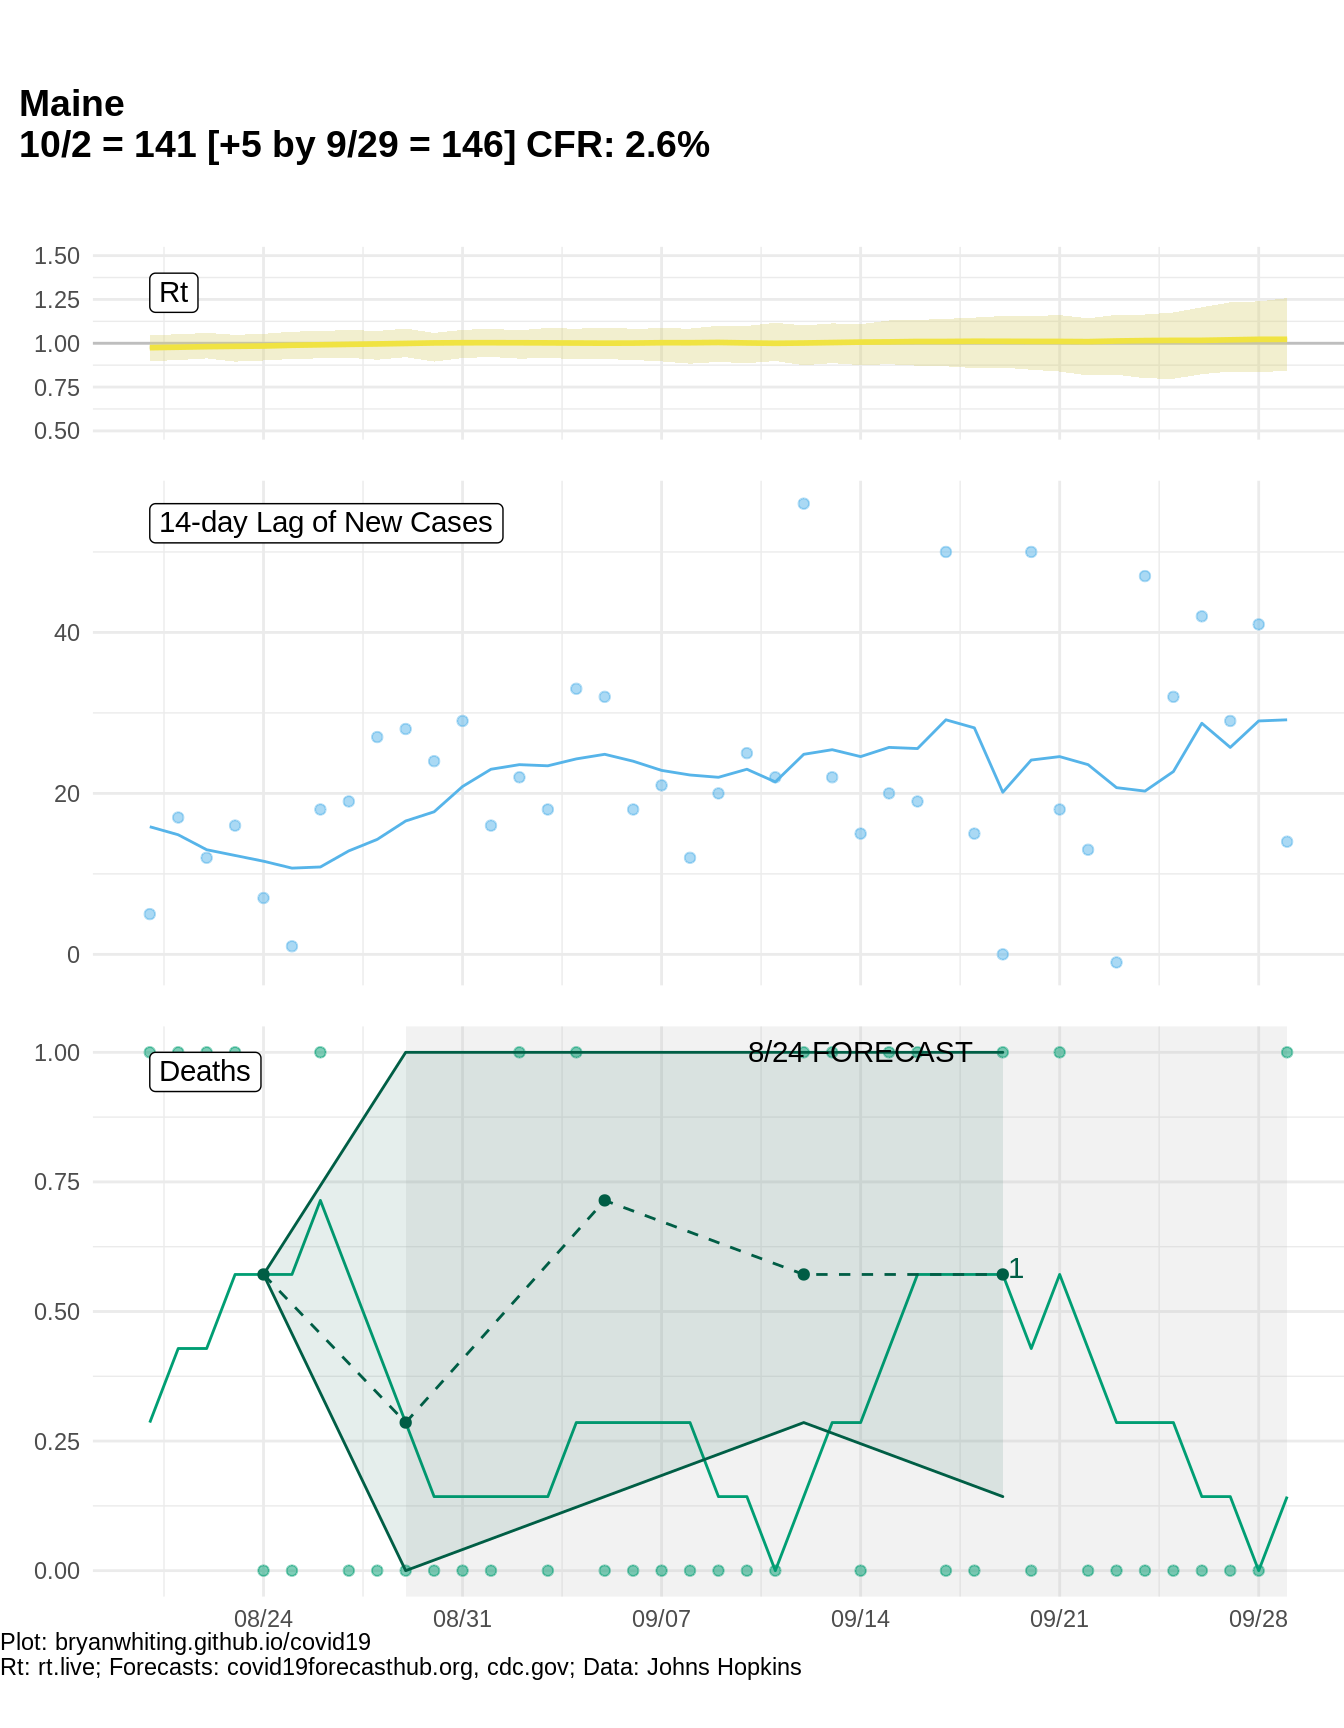 Maine
10/2 = 141 [+5 by 9/29 = 146] CFR: 2.6%
1.50
Rt
1.25
1.00
0.75
0.50
14-day Lag of New Cases
40
20
0
8/24 FORECAST
1.00
Deaths
0.75
1
0.50
0.25
0.00
08/24 08/31 09/07 09/14 09/21 09/28
Plot: bryanwhiting.github.io/covid19
Rt: rt.live; Forecasts: covid19forecasthub.org, cdc.gov; Data: Johns Hopkins